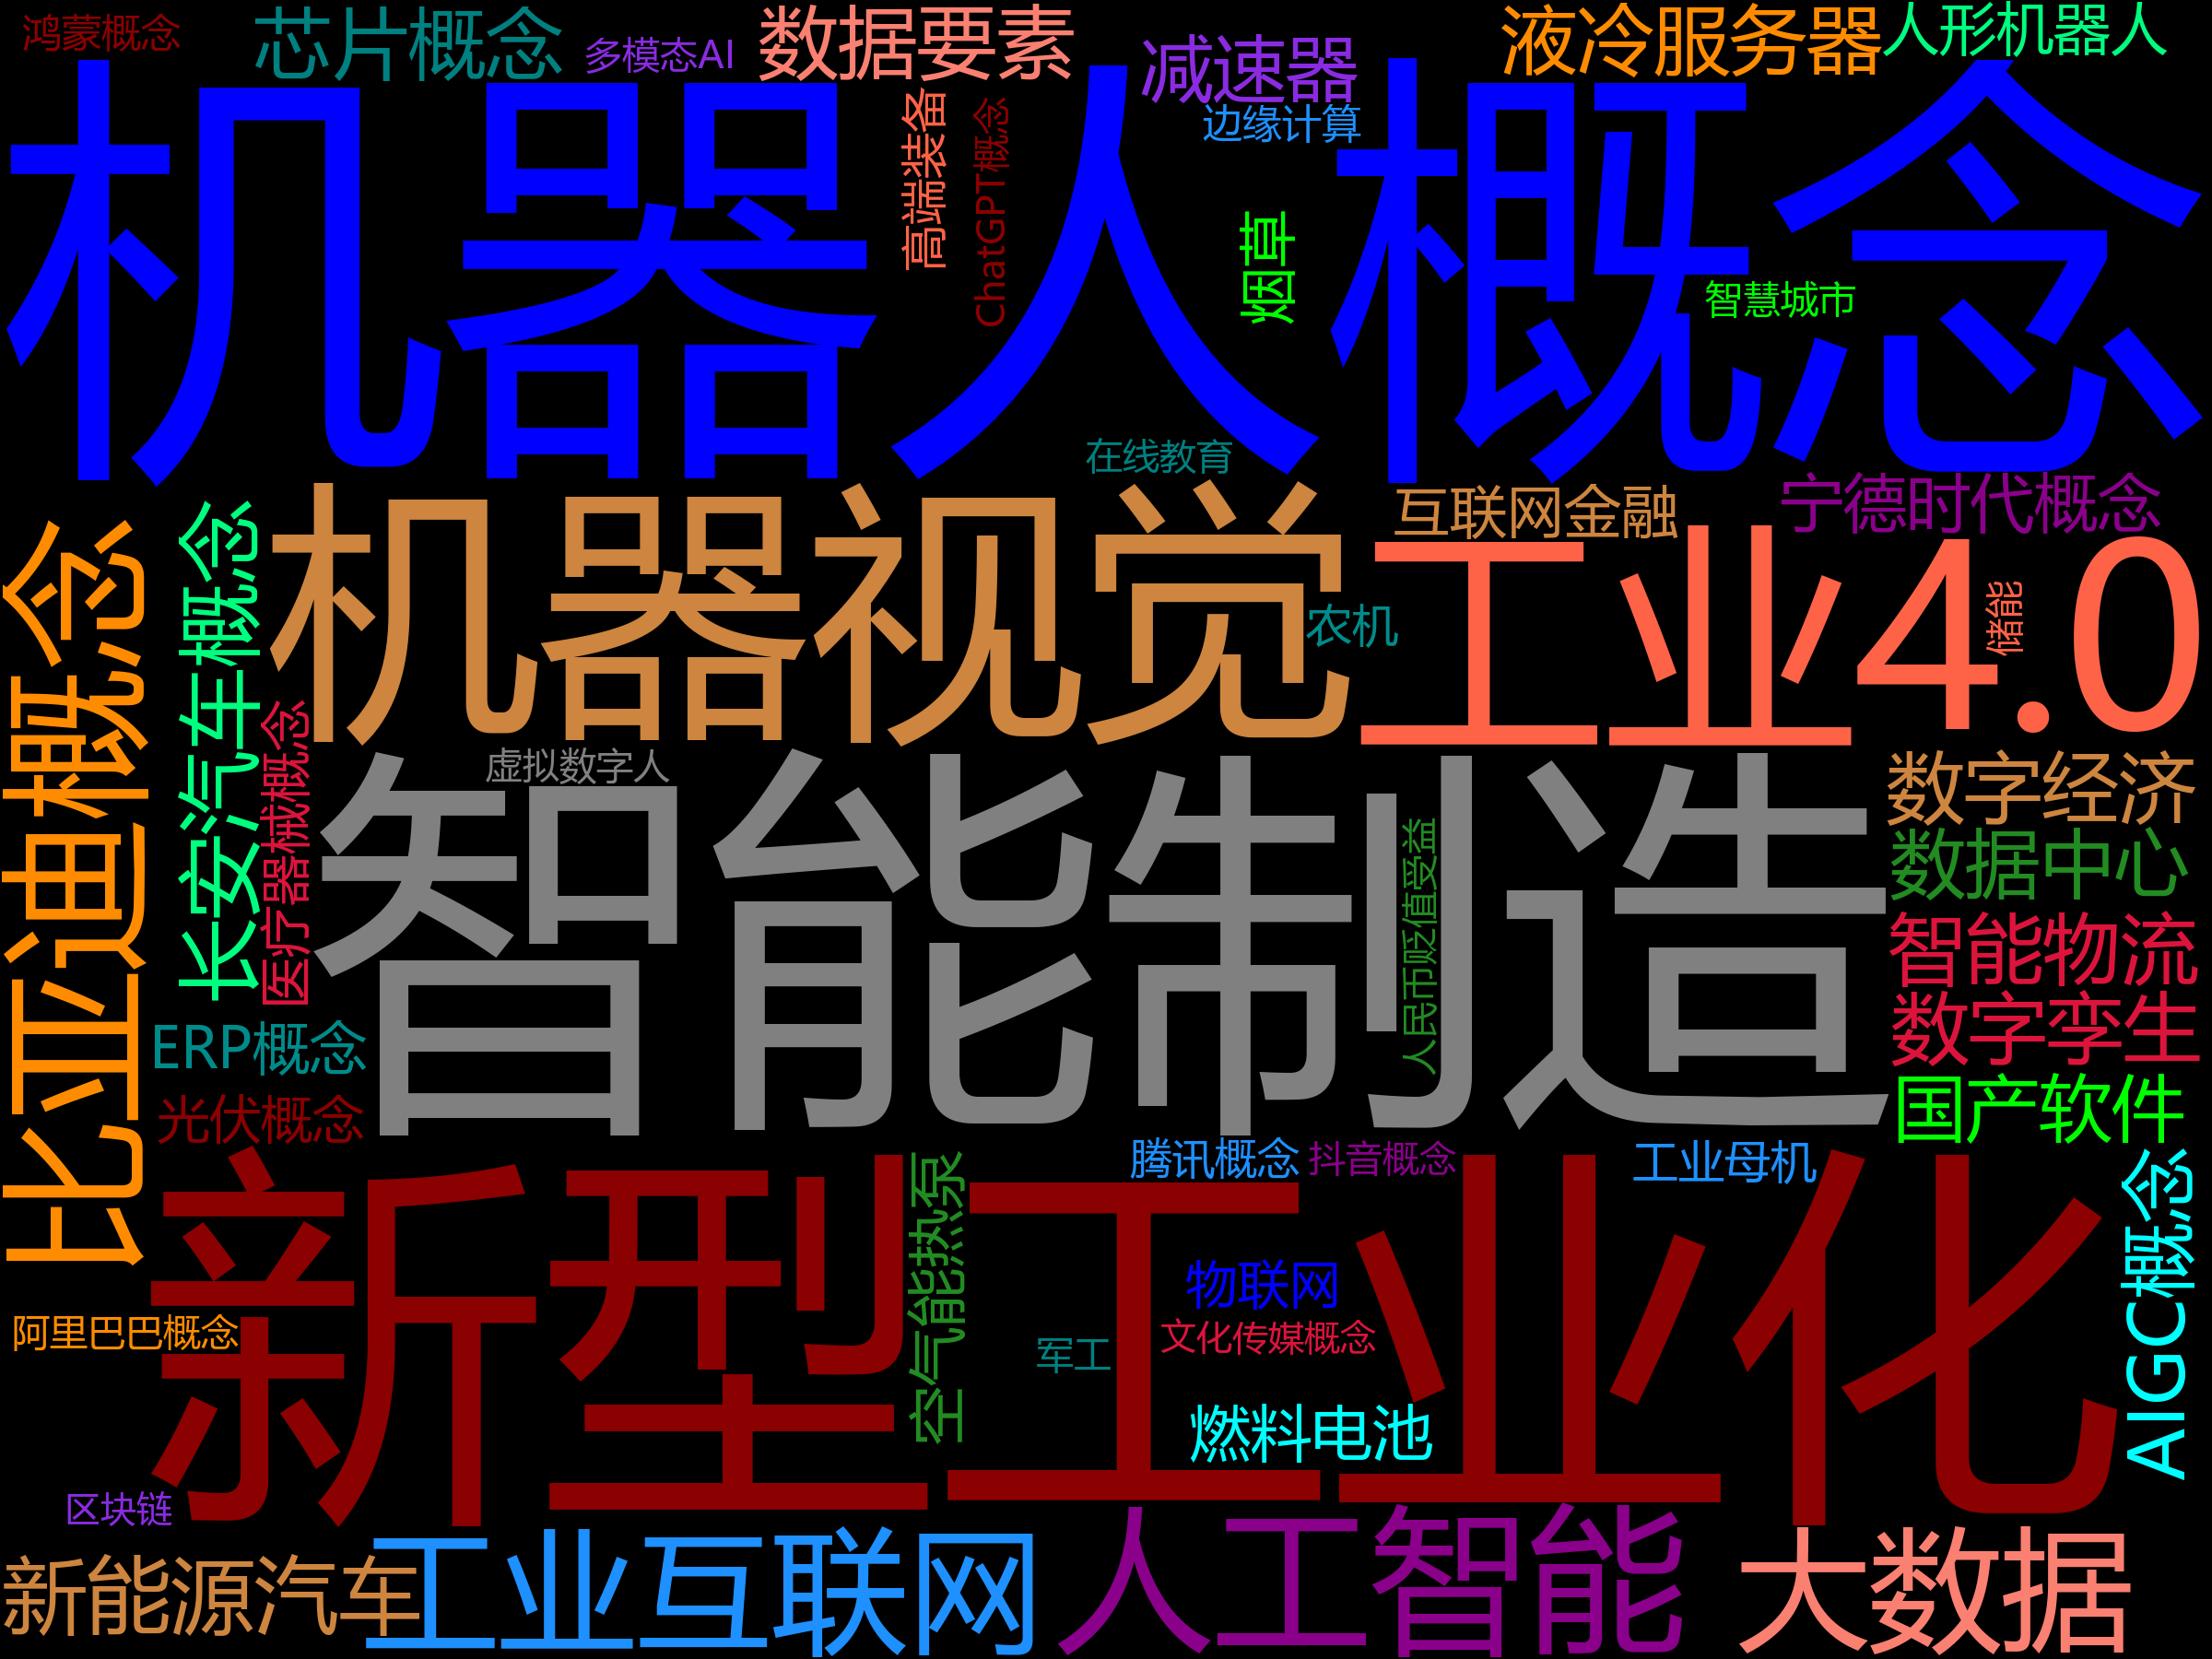 鸿蒙概念
芯片概念
多模态AI
数据要素
减速器
液冷服务器
人形机器人
机器人概念
高端装备
ChatGPT概念
边缘计算
烟草
智慧城市
在线教育
比亚迪概念
长安汽车概念
机器视觉
互联网金融
宁德时代概念
农机
工业4.0
储能
医疗器械概念
虚拟数字人
智能制造
人民币贬值受益
数字经济
数据中心
智能物流
数字孪生
国产软件
ERP概念
光伏概念
腾讯概念
抖音概念
工业母机
新型工业化
空气能热泵
物联网
文化传媒概念
军工
燃料电池
AIGC概念
阿里巴巴概念
区块链
新能源汽车
工业互联网
人工智能
大数据